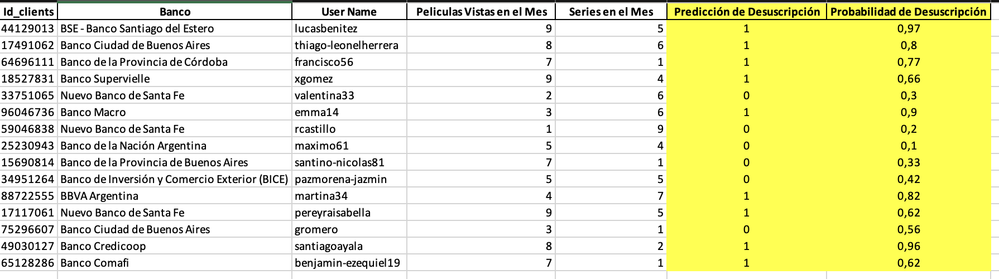 Id_clients Banco User Name Peliculas Vistas en el Mes Series en el Mes Predicción de Desuscripción Probabilidad de Desuscripción
44129013 BSE - Banco Santiago del Estero lucasbenitez 9 5 1 0,97
17491062 Banco Ciudad de Buenos Aires thiago-leonelherrera 8 6 1 0,8
64696111 Banco de la Provincia de Córdoba francisco56 7 1 1 0,77
18527831 Banco Supervielle xgomez 9 4 1 0,66
33751065 Nuevo Banco de Santa Fe valentina33 2 6 0 0,3
96046736 Banco Macro emma14 3 6 1 0,9
59046838 Nuevo Banco de Santa Fe rcastillo 1 9 0 0,2
25230943 Banco de la Nación Argentina maximo61 5 4 0 0,1
15690814 Banco de la Provincia de Buenos Aires santino-nicolas81 7 1 0 0,33
34951264 Banco de Inversión y Comercio Exterior (BICE) pazmorena-jazmin 5 5 0 0,42
88722555 BBVA Argentina martina34 4 7 1 0,82
17117061 Nuevo Banco de Santa Fe pereyraisabella 9 5 1 0,62
75296607 Banco Ciudad de Buenos Aires gromero 3 1 0 0,56
49030127 Banco Credicoop santiagoayala 8 2 1 0,96
65128286 Banco Comafi benjamin-ezequiel19 7 1 1 0,62